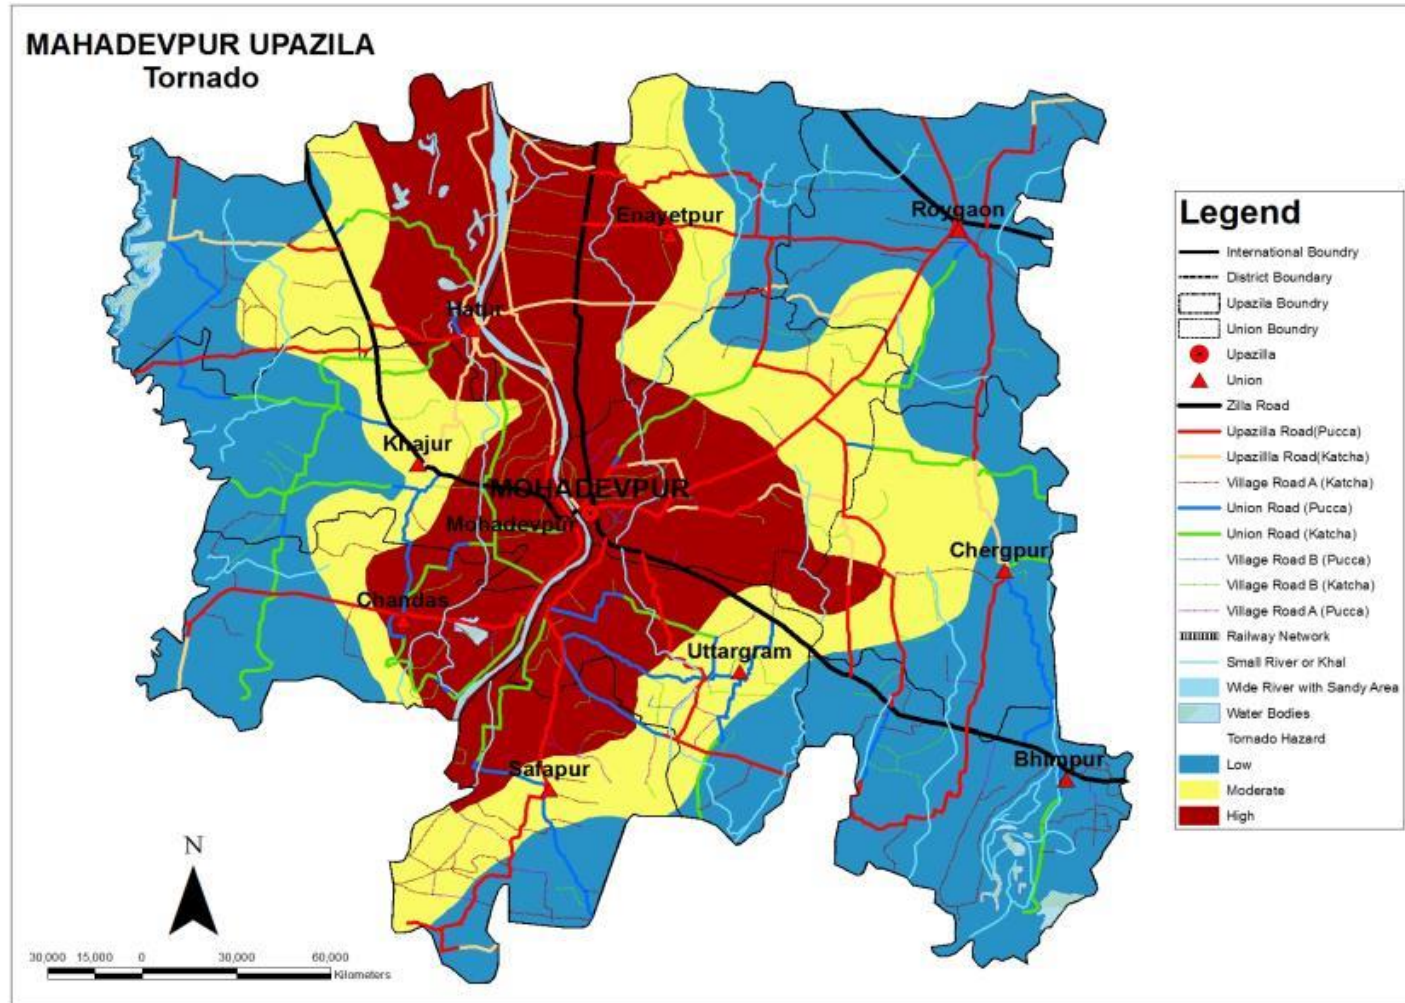 MAHADEVPUR UPAZILA
Tornado
Enayetpur
Roygaon
Hatur
Khajur
MOHADEVPUR
Mohadevpur
Chergpur
Chandas
Uttargram
Safapur
Bhimpur
N
30,000 15,000 0 30,000 60,000
Kilometers
Legend
International Boundry
District Boundary
Upazila Boundry
Union Boundry
Upazilla
Union
Zilla Road
Upazilla Road(Pucca)
Upazillla Road(Katcha)
Village Road A (Katcha)
Union Road (Pucca)
Union Road (Katcha)
Village Road B (Pucca)
Village Road B (Katcha)
Village Road A (Pucca)
Railway Network
Small River or Khal
Wide River with Sandy Area
Water Bodies
Tornado Hazard
Low
Moderate
High